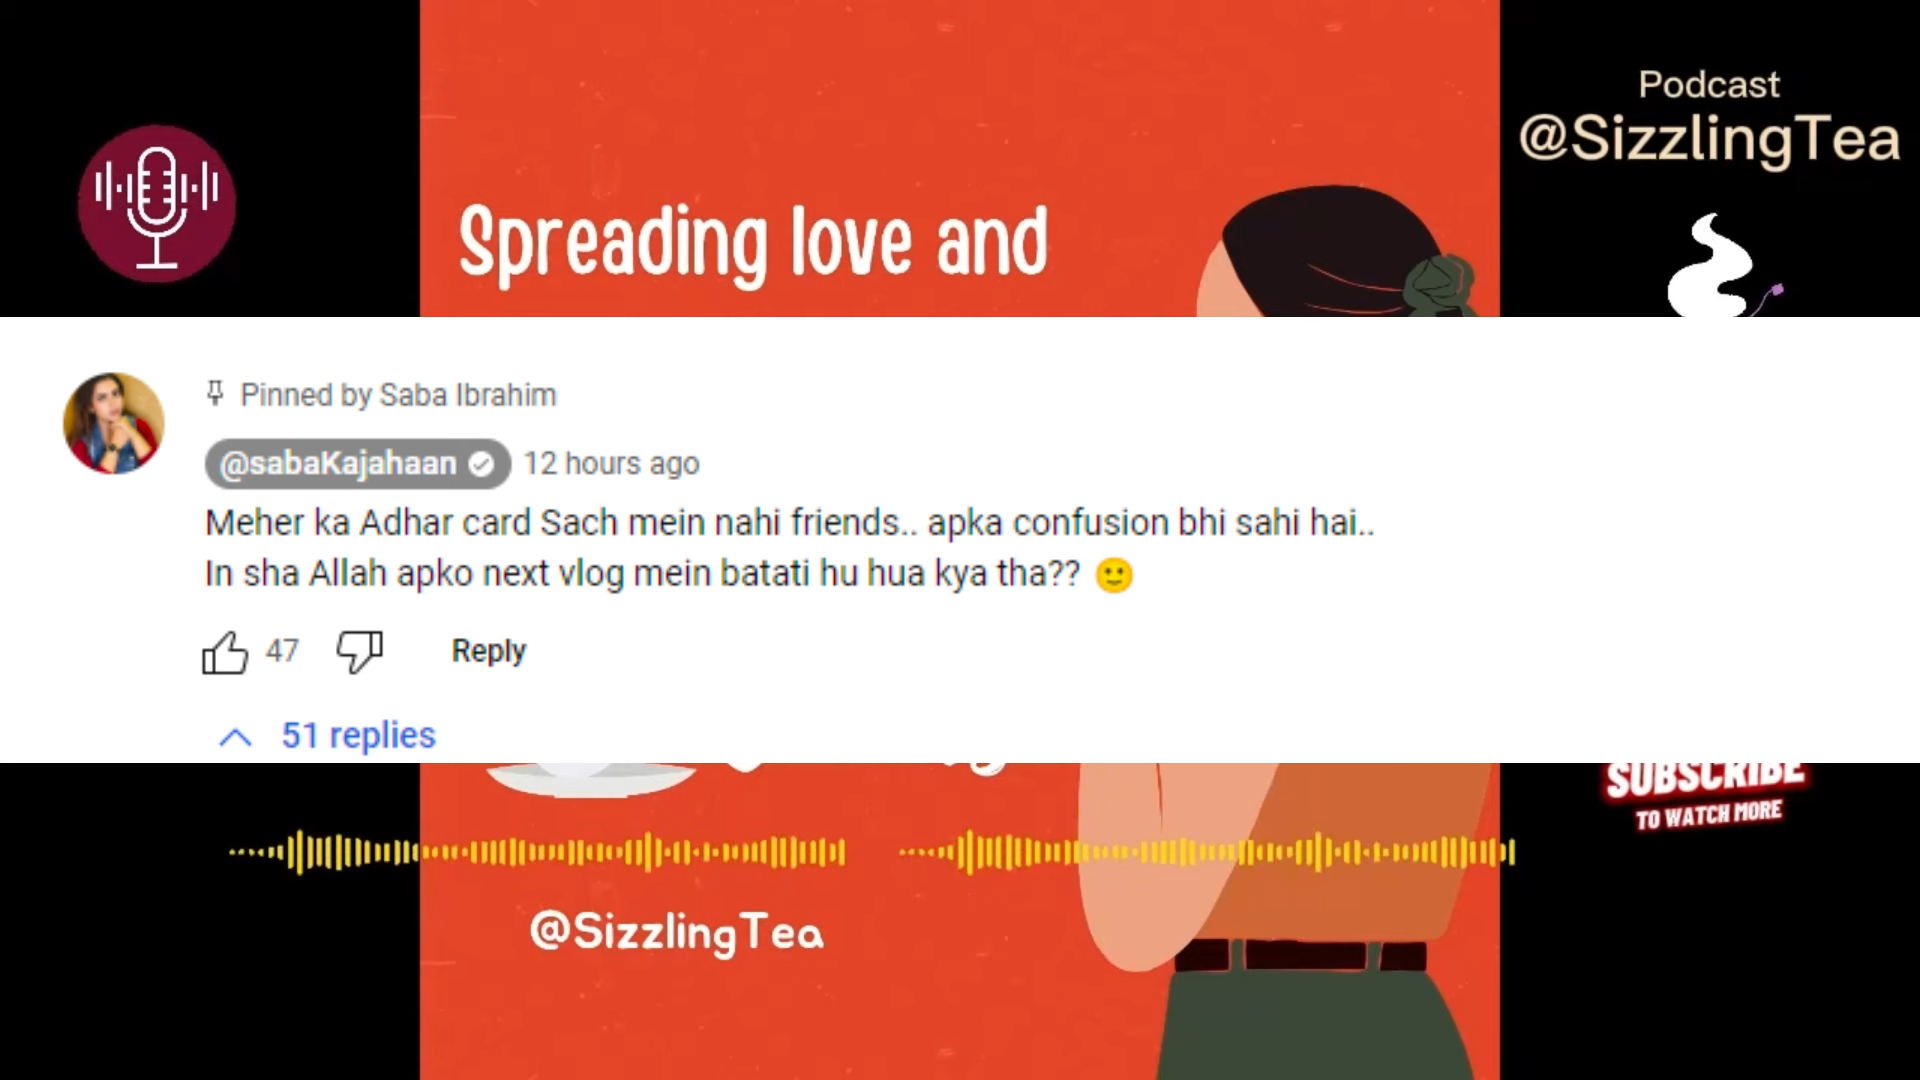 Podcast
@SizzlingTea
Spreading love and
Pinned by Saba Ibrahim
@sabaKajahaan 12 hours ago
Meher ka Adhar card Sach mein nahi friends.. apka confusion bhi sahi hai..
In sha Allah apko next vlog mein batati hu hua kya tha?? 🙂
47 Reply
51 replies
SUBSCRIBE
TO WATCH MORE
@SizzlingTea